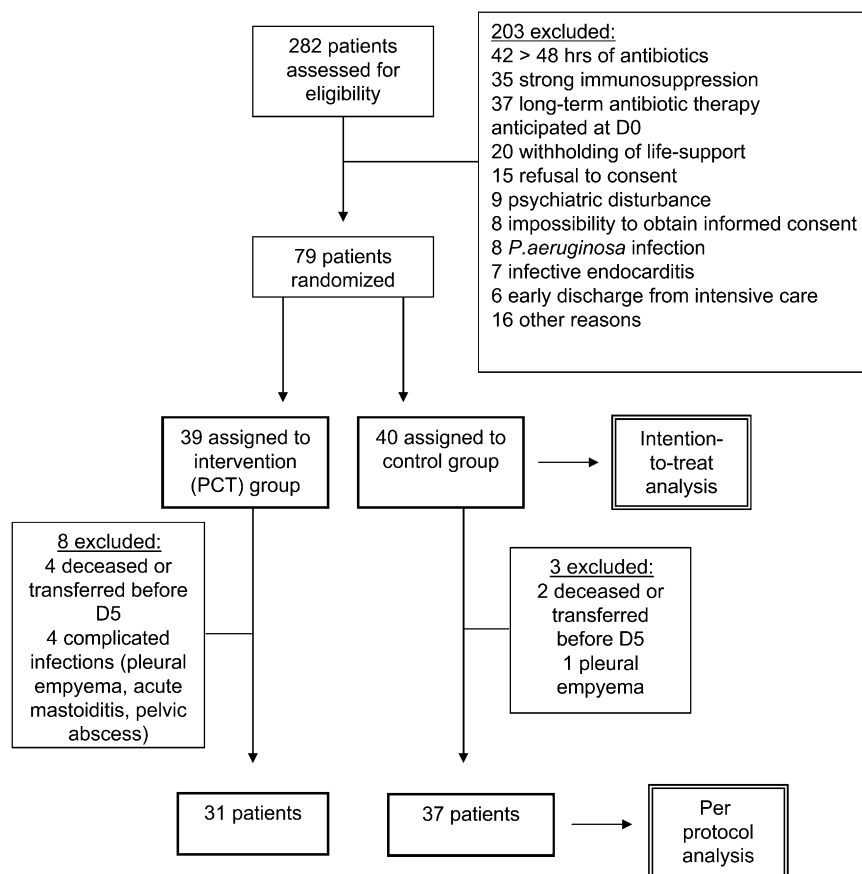 282 patients
assessed for
eligibility
203 excluded:
42 > 48 hrs of antibiotics
35 strong immunosuppression
37 long-term antibiotic therapy
anticipated at D0
20 withholding of life-support
15 refusal to consent
9 psychiatric disturbance
8 impossibility to obtain informed consent
8 P.aeruginosa infection
7 infective endocarditis
6 early discharge from intensive care
16 other reasons
79 patients
randomized
39 assigned to
intervention
(PCT) group
40 assigned to
control group
Intention-
to-treat
analysis
8 excluded:
4 deceased or
transferred before
D5
4 complicated
infections (pleural
empyema, acute
mastoiditis, pelvic
abscess)
3 excluded:
2 deceased or
transferred
before D5
1 pleural
empyema
31 patients
37 patients
Per
protocol
analysis